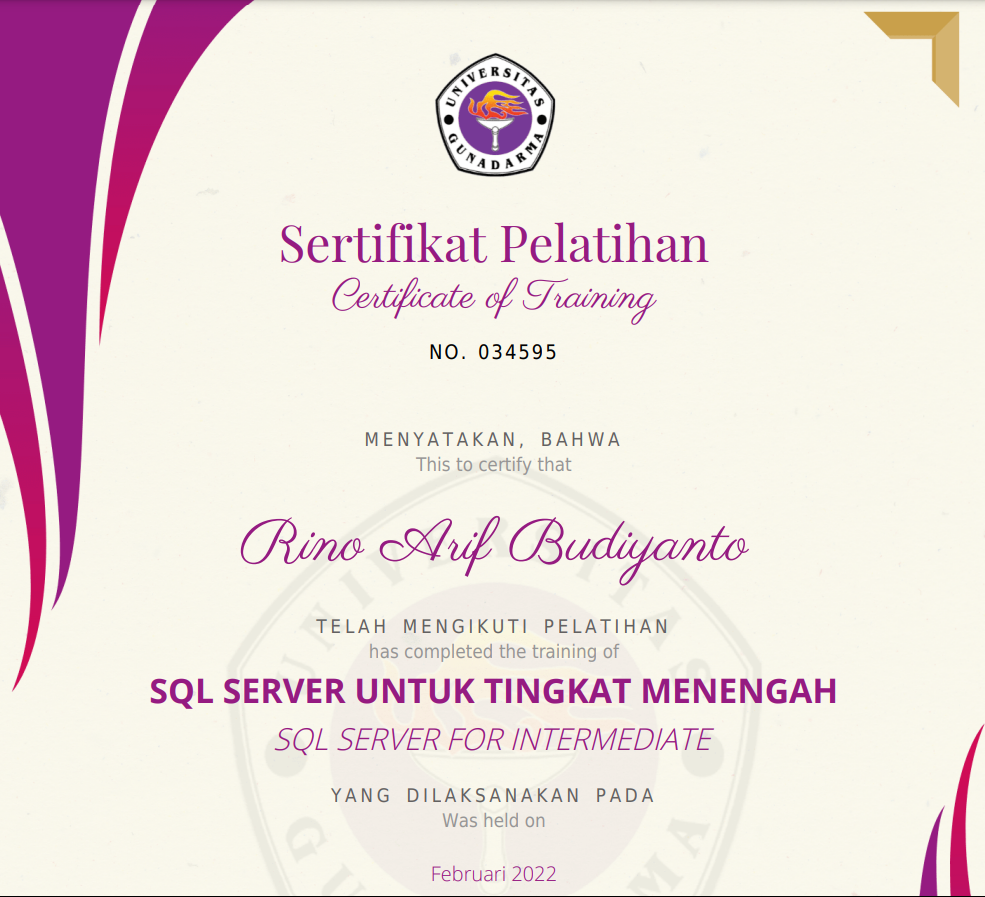 UNIVERSITAS
GUNADARMA
Sertifikat Pelatihan
Certificate of Training
NO. 034595
MENYATAKAN, BAHWA
This to certify that
Rino Arif Budiyanto
TELAH MENGIKUTI PELATIHAN
has completed the training of
SQL SERVER UNTUK TINGKAT MENENGAH
SQL SERVER FOR INTERMEDIATE
YANG DILAKSANAKAN PADA
Was held on
Februari 2022